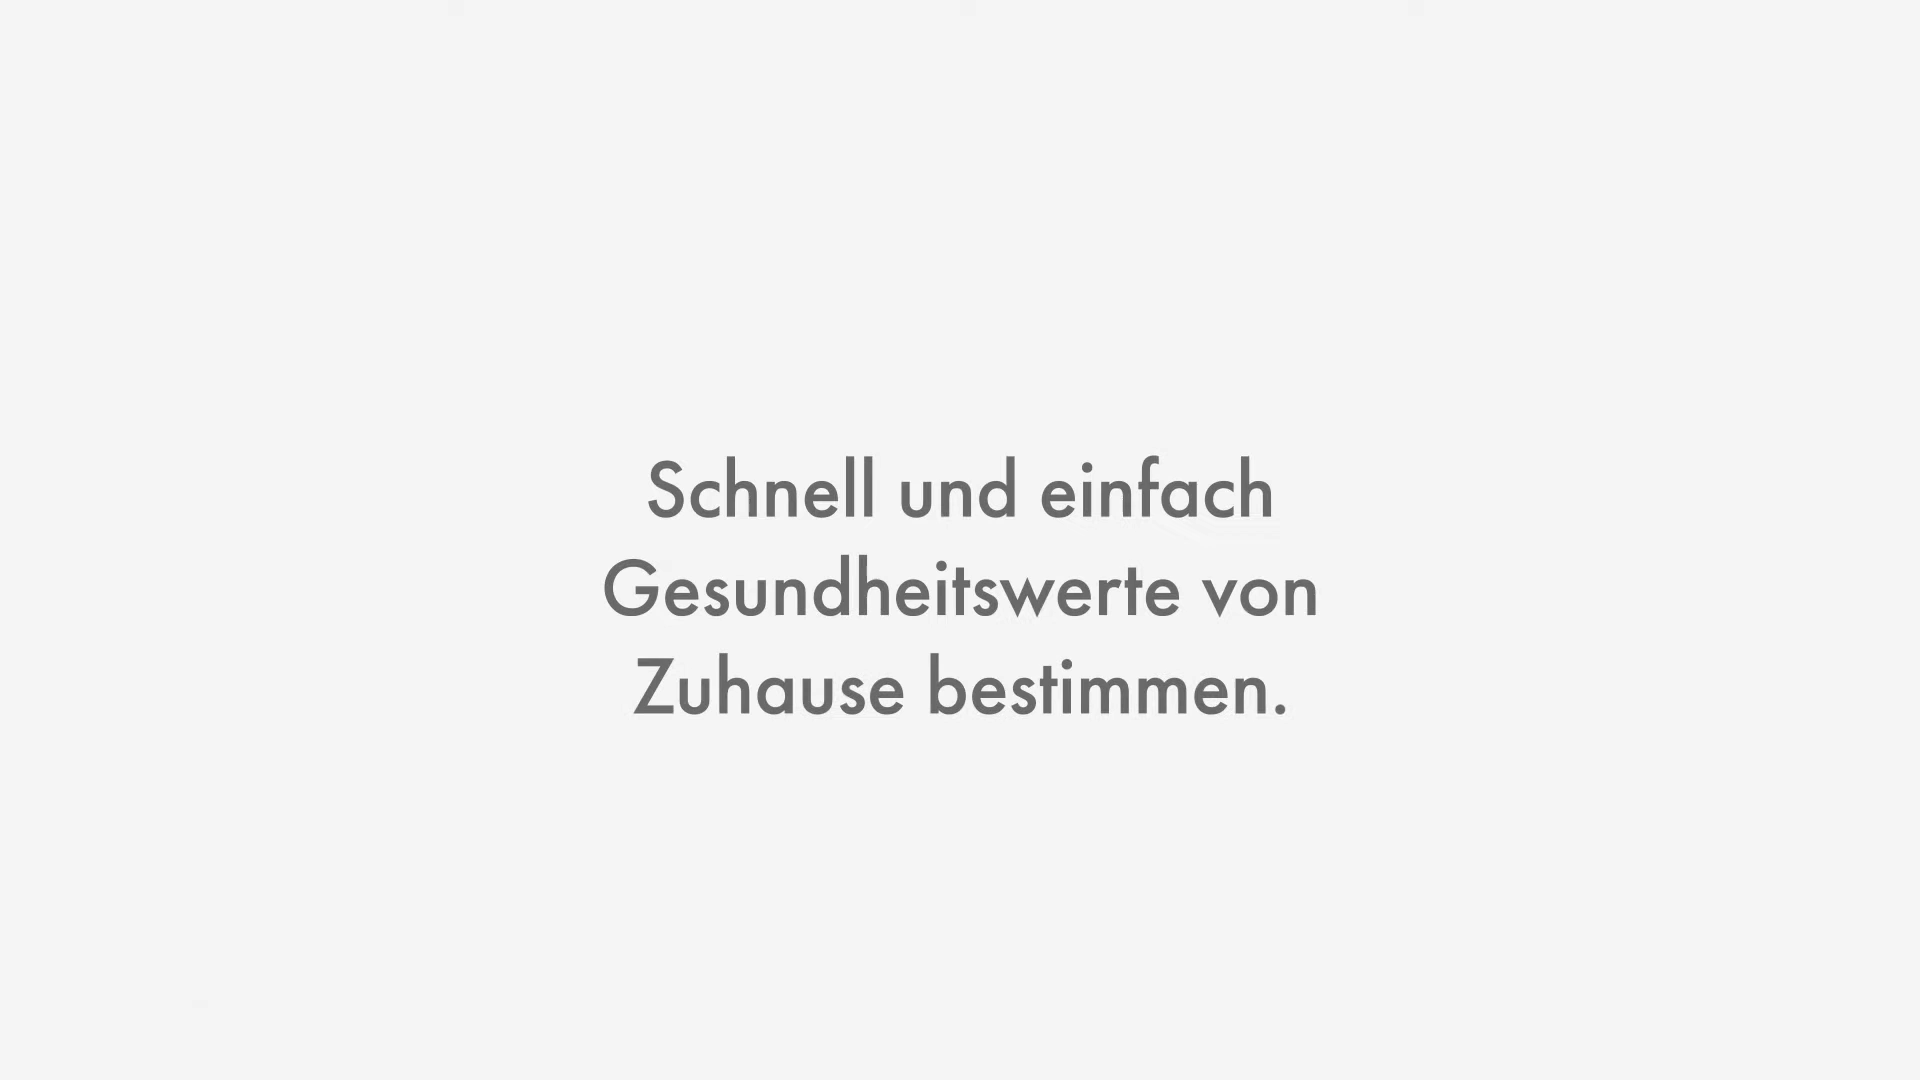 Schnell und einfach
Gesundheitswerte von
Zuhause bestimmen.